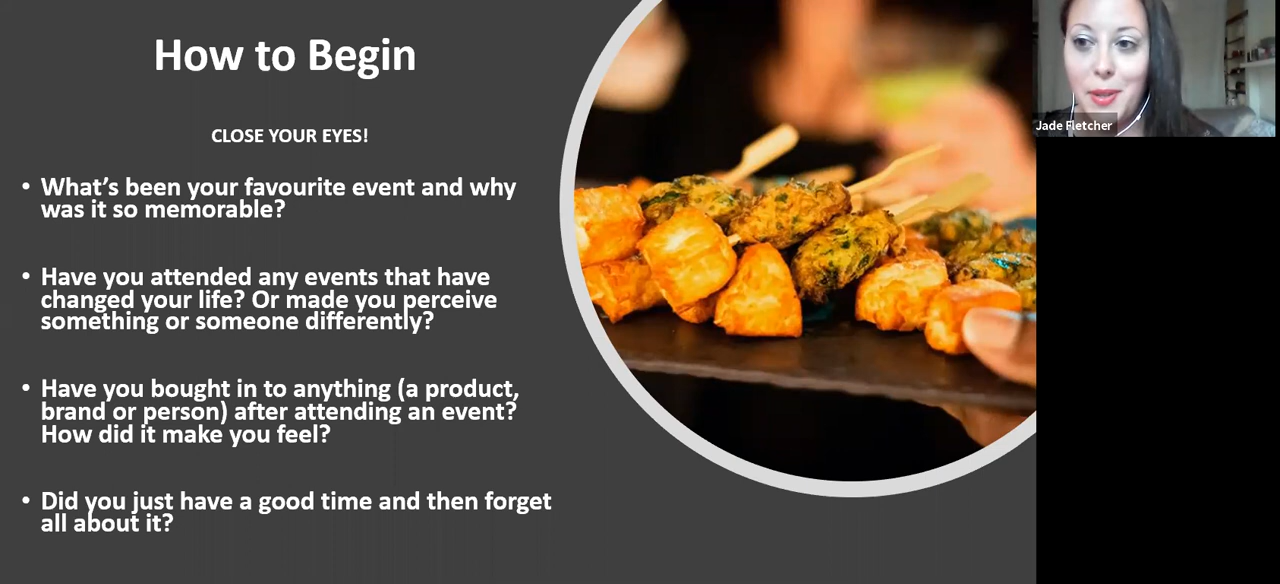 How to Begin
CLOSE YOUR EYES!
• What's been your favourite event and why
was it so memorable?
• Have you attended any events that have
changed your life? Or made you perceive
something or someone differently?
• Have you bought in to anything (a product,
brand or person) after attending an event?
How did it make you feel?
• Did you just have a good time and then forget
all about it?
Jade Fletcher